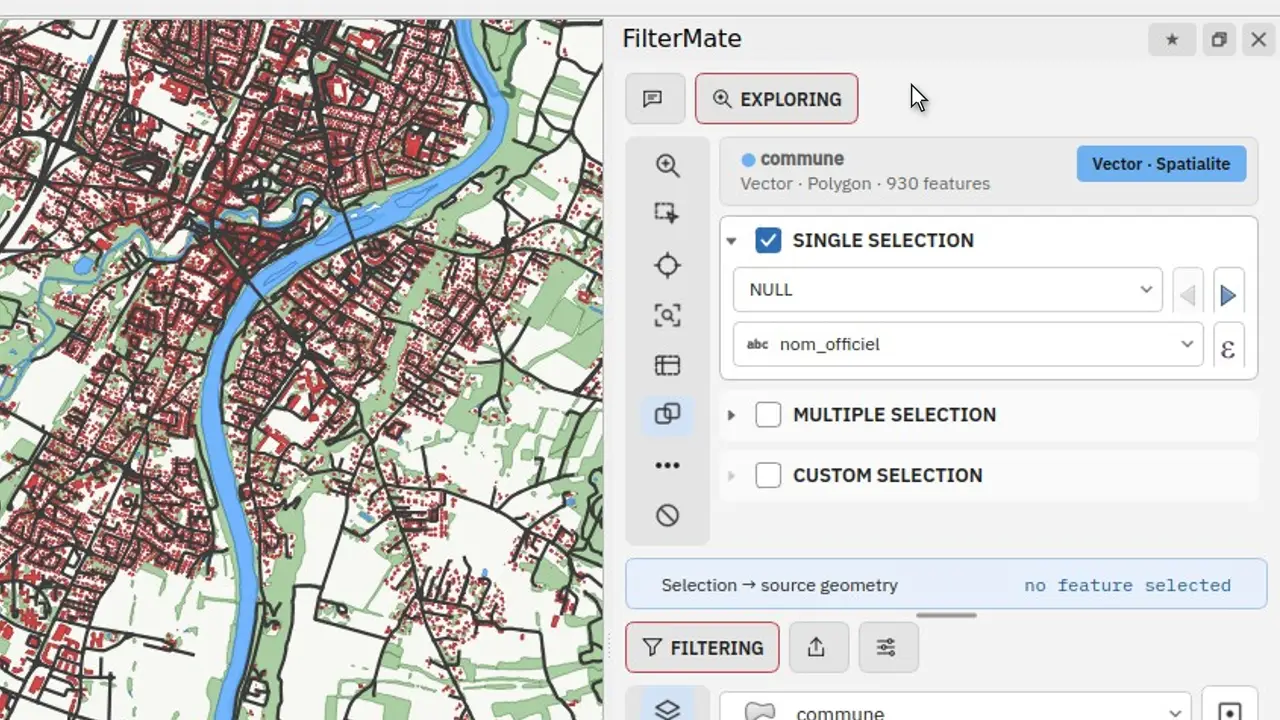 FilterMate
EXPLORING
commune
Vector · Polygon · 930 features
Vector · Spatialite
SINGLE SELECTION
NULL
abc nom_officiel
ε
MULTIPLE SELECTION
CUSTOM SELECTION
Selection → source geometry
no feature selected
FILTERING
commune